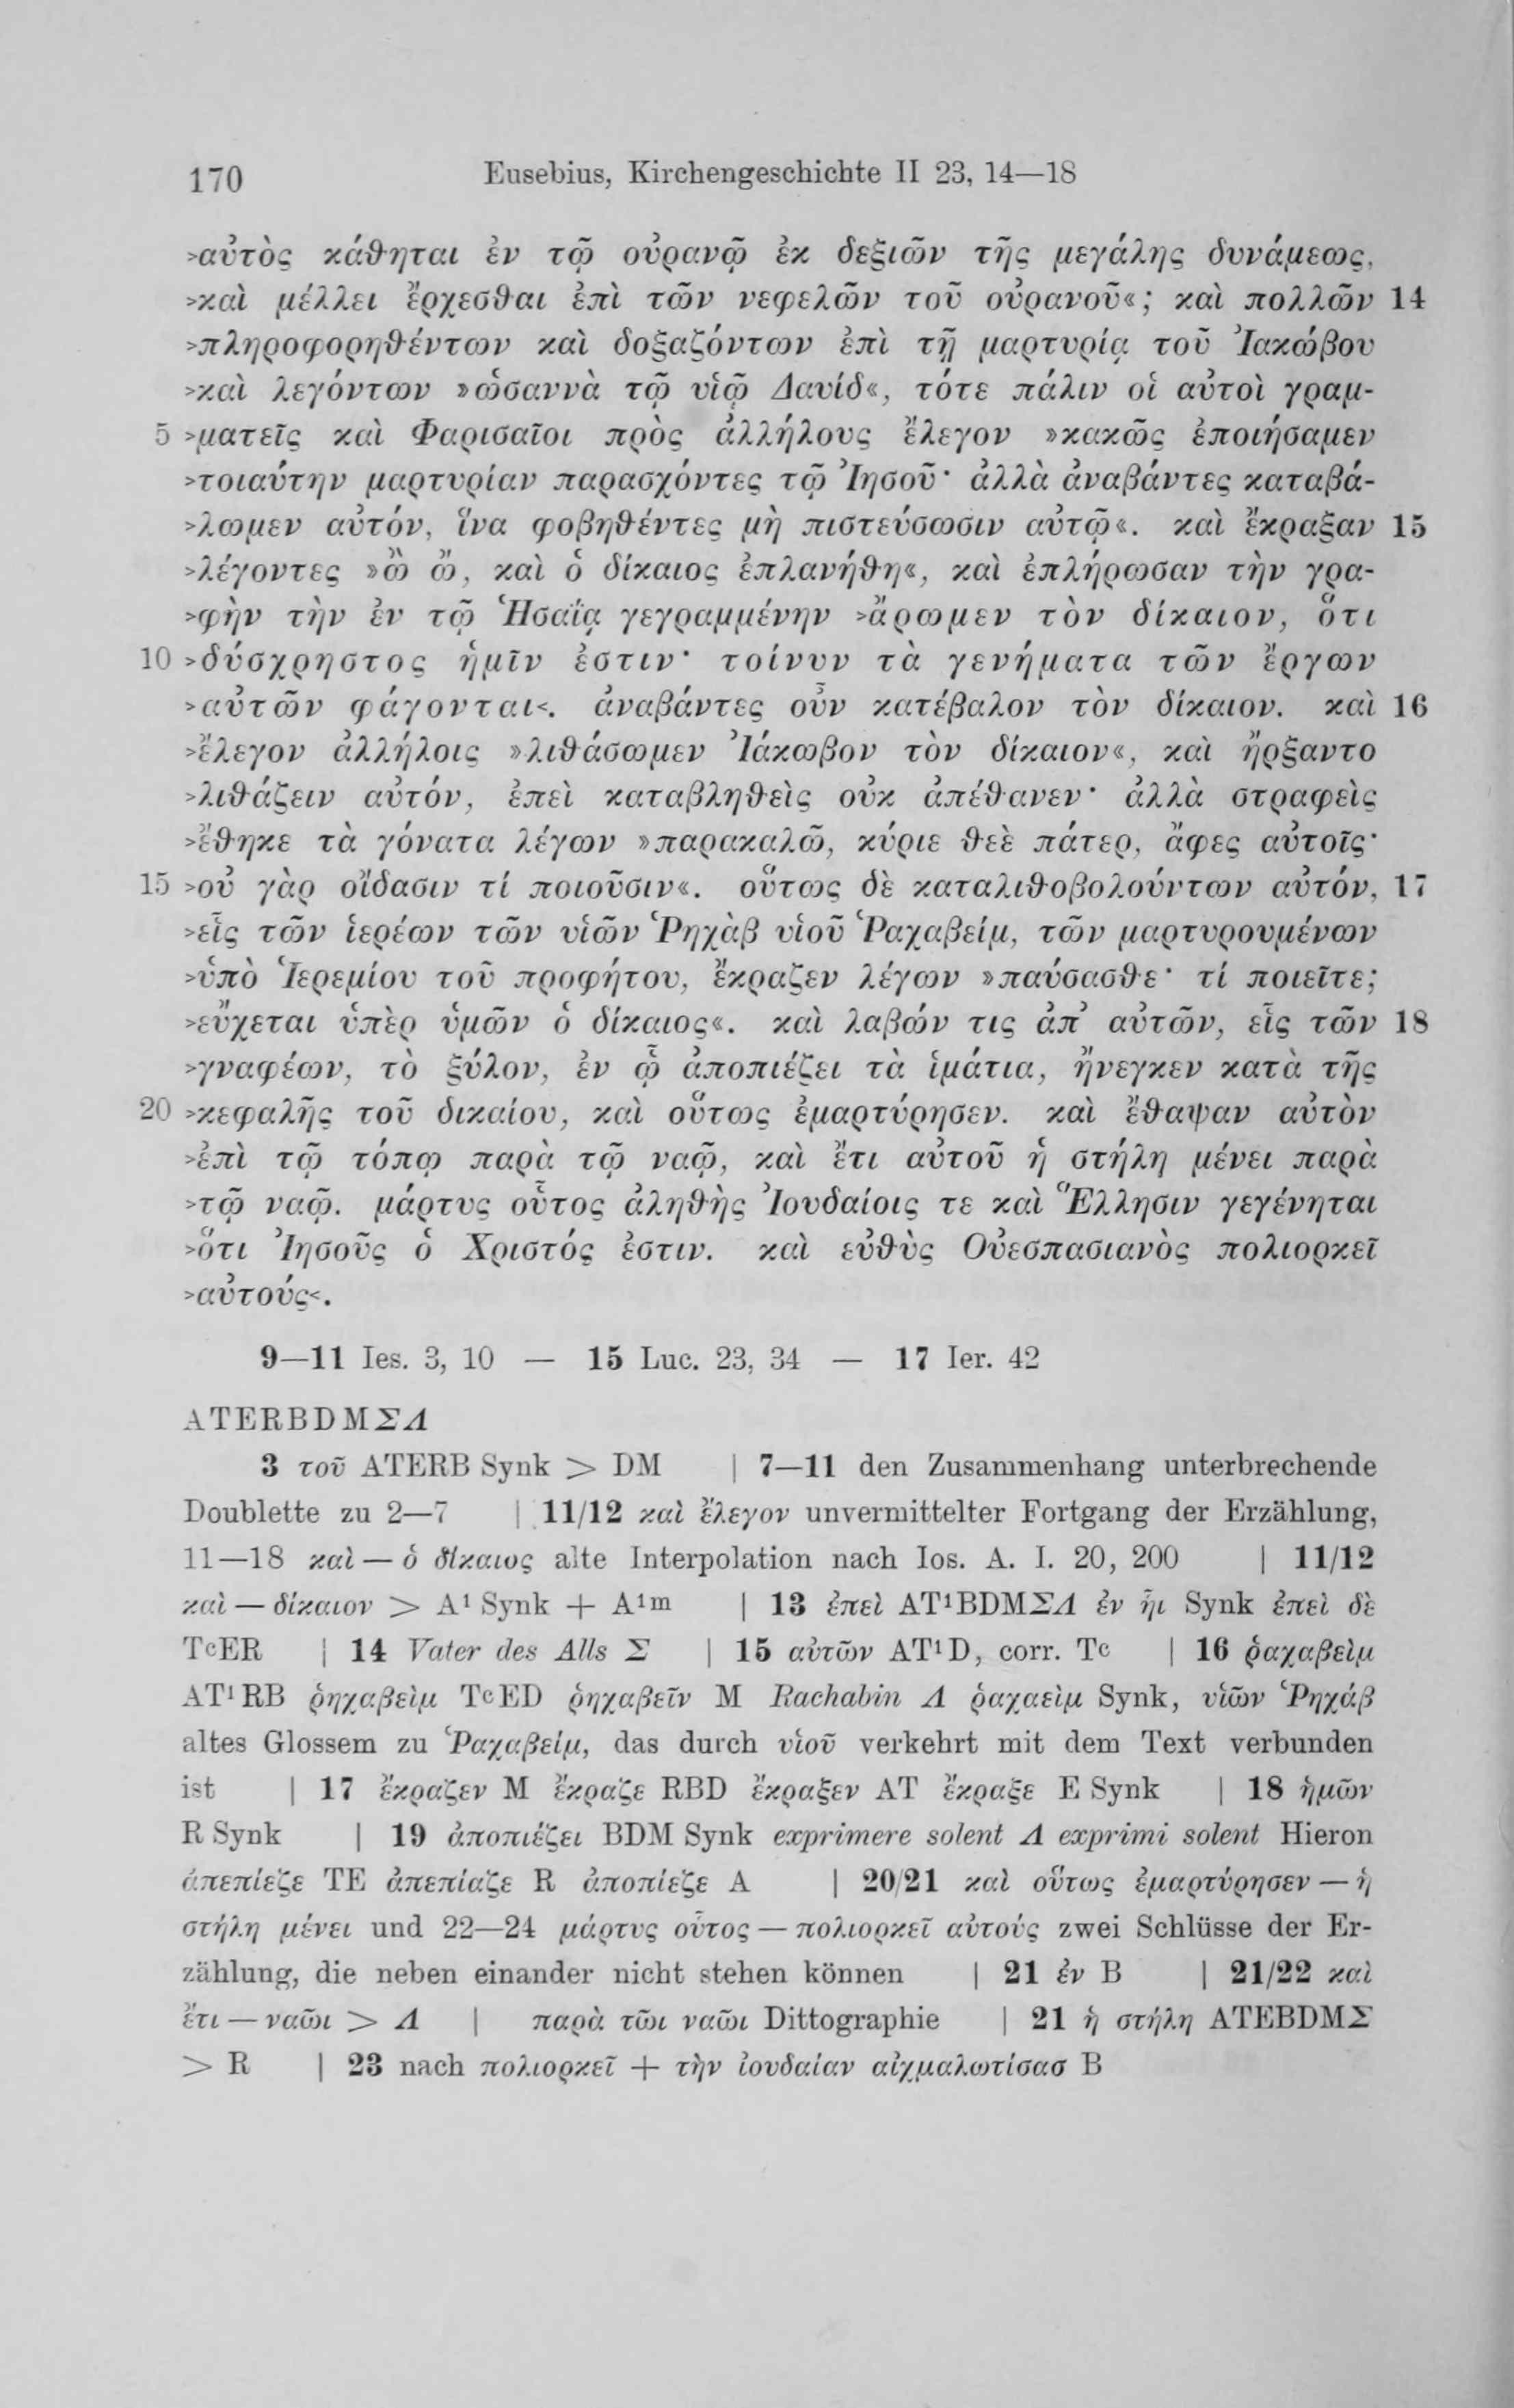 170 Eusebius, Kirchengeschichte II 23, 14—18
>αὐτὸς κάθηται ἐν τῷ οὐρανῷ ἐκ δεξιῶν τῆς μεγάλης δυνάμεως,
>καὶ μέλλει ἔρχεσθαι ἐπὶ τῶν νεφελῶν τοῦ οὐρανοῦ«; καὶ πολλῶν 14
>πληροφορηθέντων καὶ δοξαζόντων ἐπὶ τῇ μαρτυρίᾳ τοῦ Ἰακώβου
>καὶ λεγόντων »ὡσαννὰ τῷ υἱῷ Δαυίδ«, τότε πάλιν οἱ αὐτοὶ γραμ-
5 >ματεῖς καὶ Φαρισαῖοι πρὸς ἀλλήλους ἔλεγον »κακῶς ἐποιήσαμεν
>τοιαύτην μαρτυρίαν παρασχόντες τῷ Ἰησοῦ· ἀλλὰ ἀναβάντες καταβά-
>λωμεν αὐτόν, ἵνα φοβηθέντες μὴ πιστεύσωσιν αὐτῷ«. καὶ ἔκραξαν 15
>λέγοντες »ὢ ὤ, καὶ ὁ δίκαιος ἐπλανήθη«, καὶ ἐπλήρωσαν τὴν γρα-
>φὴν τὴν ἐν τῷ Ἡσαΐᾳ γεγραμμένην >ἄρωμεν τὸν δίκαιον, ὅτι
10 >δύσχρηστος ἡμῖν ἐστιν· τοίνυν τὰ γενήματα τῶν ἔργων
>αὐτῶν φάγονται<. ἀναβάντες οὖν κατέβαλον τὸν δίκαιον. καὶ 16
>ἔλεγον ἀλλήλοις »λιθάσωμεν Ἰάκωβον τὸν δίκαιον«, καὶ ἤρξαντο
>λιθάζειν αὐτόν, ἐπεὶ καταβληθεὶς οὐκ ἀπέθανεν· ἀλλὰ στραφεὶς
>ἔθηκε τὰ γόνατα λέγων »παρακαλῶ, κύριε θεὲ πάτερ, ἄφες αὐτοῖς·
15 >οὐ γὰρ οἴδασιν τί ποιοῦσιν«. οὕτως δὲ καταλιθοβολούντων αὐτόν, 17
>εἷς τῶν ἱερέων τῶν υἱῶν Ῥηχὰβ υἱοῦ Ῥαχαβείμ, τῶν μαρτυρουμένων
>ὑπὸ Ἱερεμίου τοῦ προφήτου, ἔκραζεν λέγων »παύσασθε· τί ποιεῖτε;
>εὔχεται ὑπὲρ ὑμῶν ὁ δίκαιος«. καὶ λαβών τις ἀπ' αὐτῶν, εἷς τῶν 18
>γναφέων, τὸ ξύλον, ἐν ᾧ ἀποπιέζει τὰ ἱμάτια, ἤνεγκεν κατὰ τῆς
20 >κεφαλῆς τοῦ δικαίου, καὶ οὕτως ἐμαρτύρησεν. καὶ ἔθαψαν αὐτὸν
>ἐπὶ τῷ τόπῳ παρὰ τῷ ναῷ, καὶ ἔτι αὐτοῦ ἡ στήλη μένει παρὰ
>τῷ ναῷ. μάρτυς οὗτος ἀληθὴς Ἰουδαίοις τε καὶ Ἕλλησιν γεγένηται
>ὅτι Ἰησοῦς ὁ Χριστός ἐστιν. καὶ εὐθὺς Οὐεσπασιανὸς πολιορκεῖ
>αὐτούς<.
9—11 Ies. 3, 10 — 15 Luc. 23, 34 — 17 Ier. 42
ATERBDMΣΛ
3 τοῦ ATERB Synk > DM | 7—11 den Zusammenhang unterbrechende
Doublette zu 2—7 | 11/12 καὶ ἔλεγον unvermittelter Fortgang der Erzählung,
11—18 καὶ — ὁ δίκαιος alte Interpolation nach Ios. A. I. 20, 200 | 11/12
καὶ — δίκαιον > A¹ Synk + A¹ᵐ | 13 ἐπεὶ AT¹BDMΣΛ ἐν ἧι Synk ἐπεὶ δὲ
TᶜER | 14 Vater des Alls Σ | 15 αὐτῶν AT¹D, corr. Tᶜ | 16 ῥαχαβεὶμ
AT¹RB ῥηχαβεὶμ TᶜED ῥηχαβεῖν M Rachabin Λ ῥαχαεὶμ Synk, υἱῶν Ῥηχάβ
altes Glossem zu Ῥαχαβείμ, das durch υἱοῦ verkehrt mit dem Text verbunden
ist | 17 ἔκραζεν M ἔκραζε RBD ἔκραξεν AT ἔκραξε E Synk | 18 ἡμῶν
R Synk | 19 ἀποπιέζει BDM Synk exprimere solent Λ exprimi solent Hieron
ἀπεπίεζε TE ἀπεπίαζε R ἀποπίεζε A | 20/21 καὶ οὕτως ἐμαρτύρησεν — ἡ
στήλη μένει und 22—24 μάρτυς οὗτος — πολιορκεῖ αὐτούς zwei Schlüsse der Er-
zählung, die neben einander nicht stehen können | 21 ἐν B | 21/22 καὶ
ἔτι — ναῶι > Λ | παρὰ τῶι ναῶι Dittographie | 21 ἡ στήλη ATEBDMΣ
> R | 23 nach πολιορκεῖ + τὴν ἰουδαίαν αἰχμαλωτίσασ B